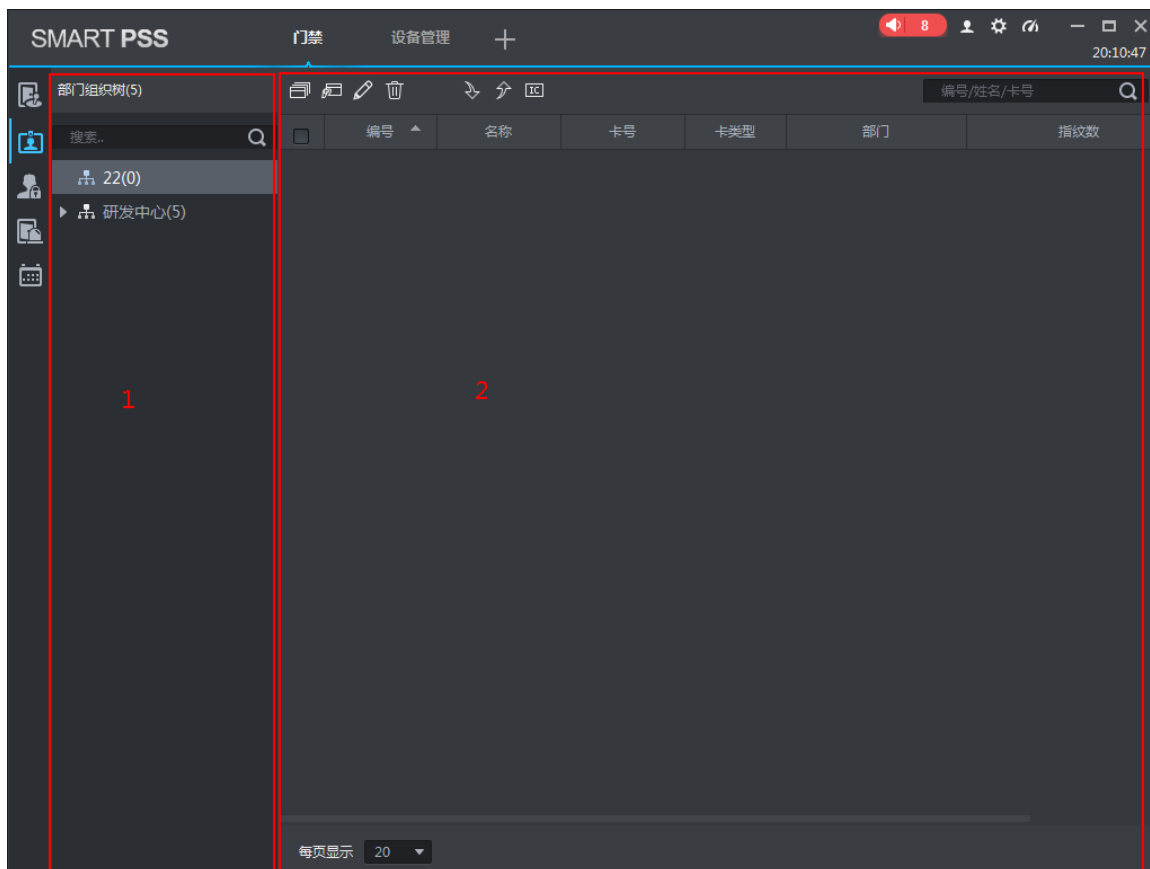 SMART PSS 门禁 设备管理 8
20:10:47
部门组织树(5) IC 编号/姓名/卡号
搜索.. 编号 名称 卡号 卡类型 部门 指纹数
22(0)
研发中心(5)
1 2
每页显示 20